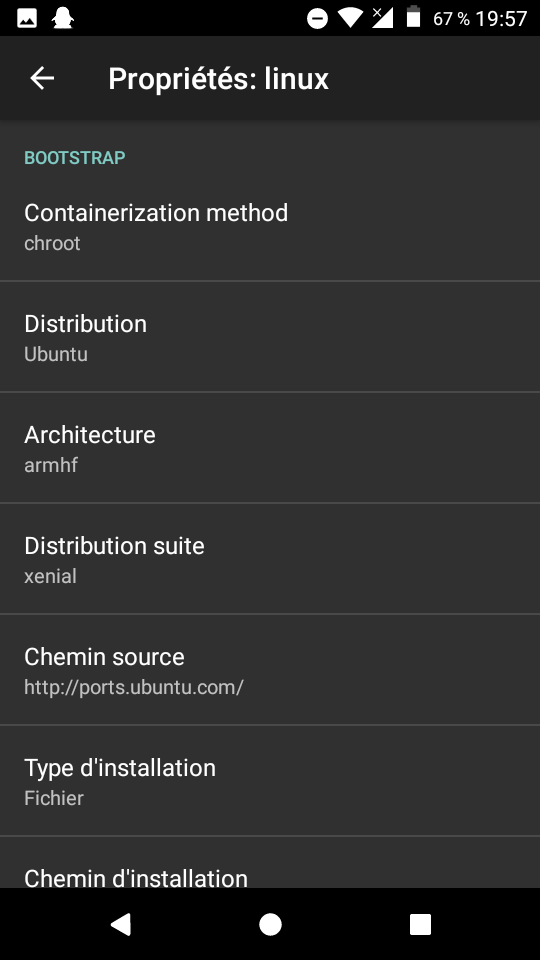 67 % 19:57
Propriétés: linux
BOOTSTRAP
Containerization method
chroot
Distribution
Ubuntu
Architecture
armhf
Distribution suite
xenial
Chemin source
http://ports.ubuntu.com/
Type d'installation
Fichier
Chemin d'installation